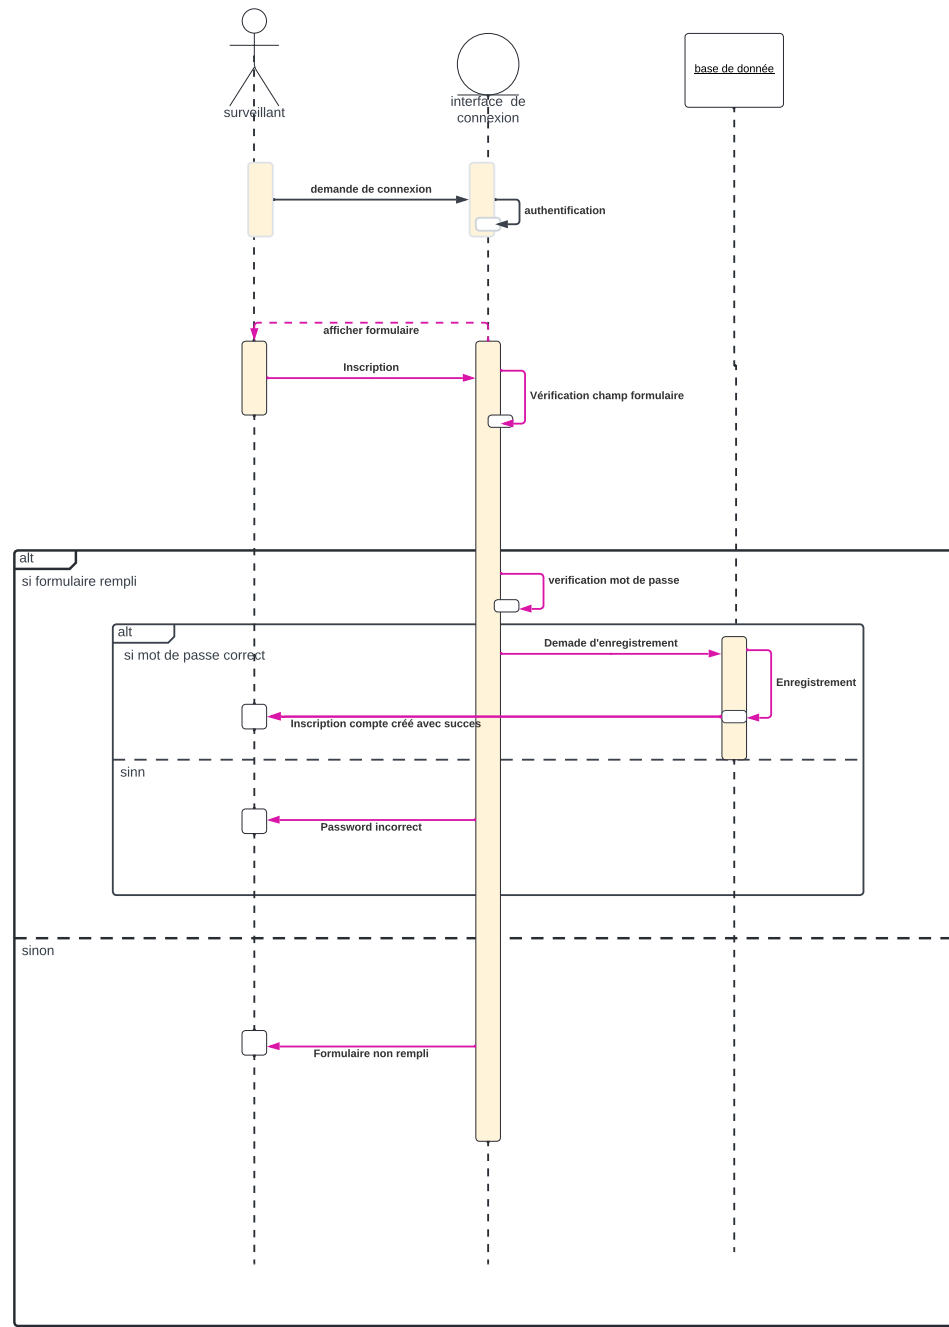 surveillant
interface de
connexion
base de donnée
demande de connexion
authentification
afficher formulaire
Inscription
Vérification champ formulaire
alt
si formulaire rempli
verification mot de passe
alt
si mot de passe correct
Demade d'enregistrement
Enregistrement
Inscription compte créé avec succes
sinn
Password incorrect
sinon
Formulaire non rempli